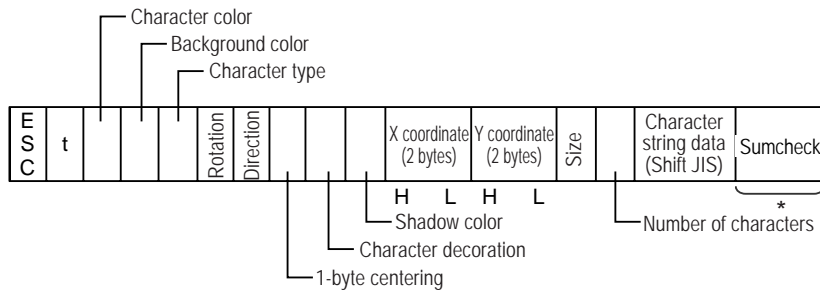 Character color
Background color
Character type
E
S
C
t
Rotation
Direction
X coordinate
(2 bytes)
Y coordinate
(2 bytes)
Size
Character
string data
(Shift JIS)
Sumcheck
H L H L
*
Shadow color
Number of characters
Character decoration
1-byte centering